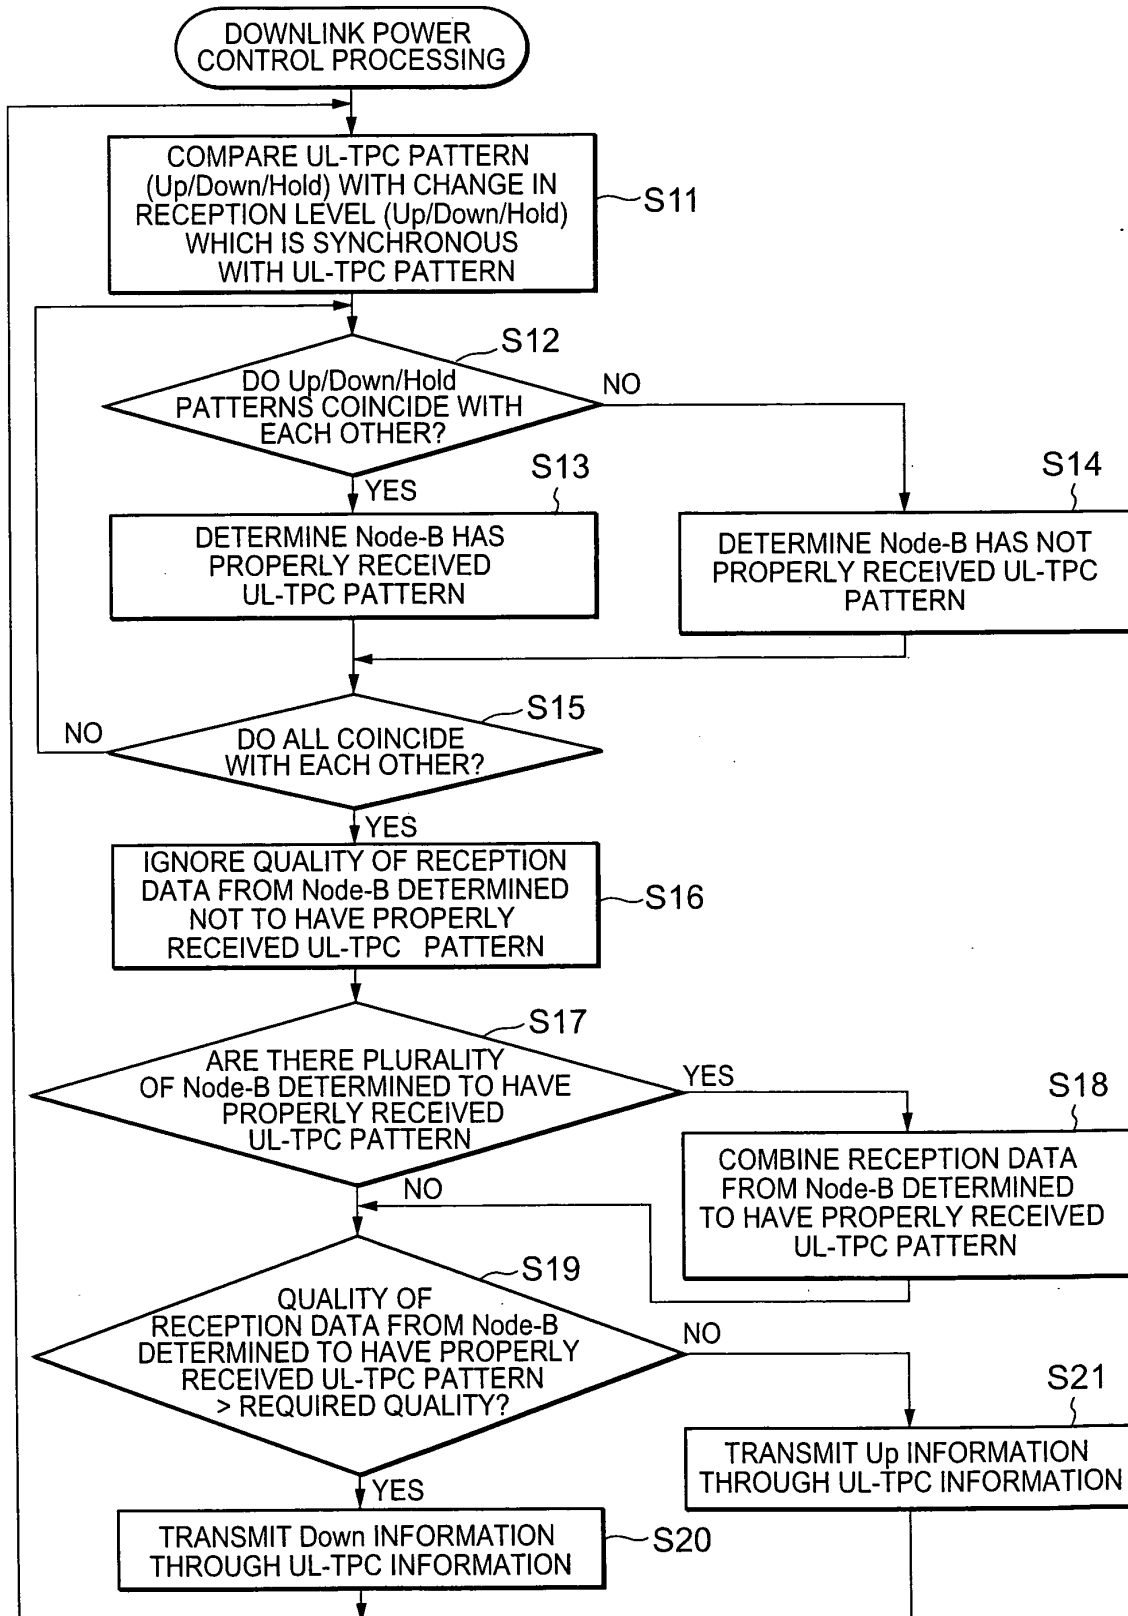 DOWNLINK POWER
CONTROL PROCESSING
COMPARE UL-TPC PATTERN
(Up/Down/Hold) WITH CHANGE IN
RECEPTION LEVEL (Up/Down/Hold)
WHICH IS SYNCHRONOUS
WITH UL-TPC PATTERN
S11
S12
DO Up/Down/Hold
PATTERNS COINCIDE WITH
EACH OTHER?
NO
YES
S13
DETERMINE Node-B HAS
PROPERLY RECEIVED
UL-TPC PATTERN
S14
DETERMINE Node-B HAS NOT
PROPERLY RECEIVED UL-TPC
PATTERN
S15
NO
DO ALL COINCIDE
WITH EACH OTHER?
YES
IGNORE QUALITY OF RECEPTION
DATA FROM Node-B DETERMINED
NOT TO HAVE PROPERLY
RECEIVED UL-TPC PATTERN
S16
S17
ARE THERE PLURALITY
OF Node-B DETERMINED TO HAVE
PROPERLY RECEIVED
UL-TPC PATTERN
YES
NO
S18
COMBINE RECEPTION DATA
FROM Node-B DETERMINED
TO HAVE PROPERLY RECEIVED
UL-TPC PATTERN
S19
QUALITY OF
RECEPTION DATA FROM Node-B
DETERMINED TO HAVE PROPERLY
RECEIVED UL-TPC PATTERN
> REQUIRED QUALITY?
NO
YES
S21
TRANSMIT Up INFORMATION
THROUGH UL-TPC INFORMATION
TRANSMIT Down INFORMATION
THROUGH UL-TPC INFORMATION
S20